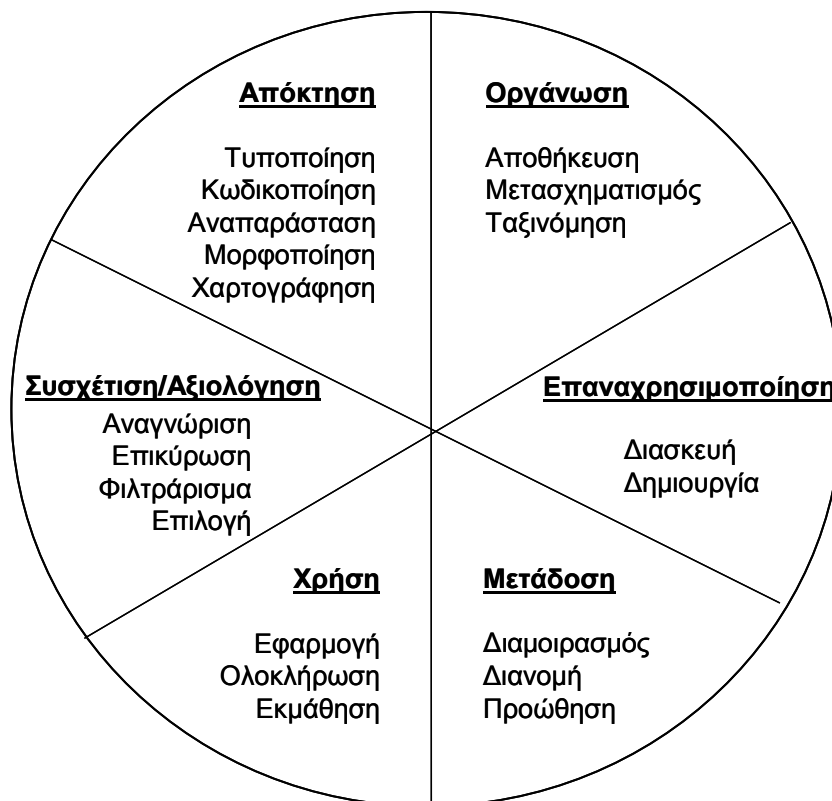 Απόκτηση
Τυποποίηση
Κωδικοποίηση
Αναπαράσταση
Μορφοποίηση
Χαρτογράφηση
Οργάνωση
Αποθήκευση
Μετασχηματισμός
Ταξινόμηση
Συσχέτιση/Αξιολόγηση
Αναγνώριση
Επικύρωση
Φιλτράρισμα
Επιλογή
Επαναχρησιμοποίηση
Διασκευή
Δημιουργία
Χρήση
Εφαρμογή
Ολοκλήρωση
Εκμάθηση
Μετάδοση
Διαμοιρασμός
Διανομή
Προώθηση